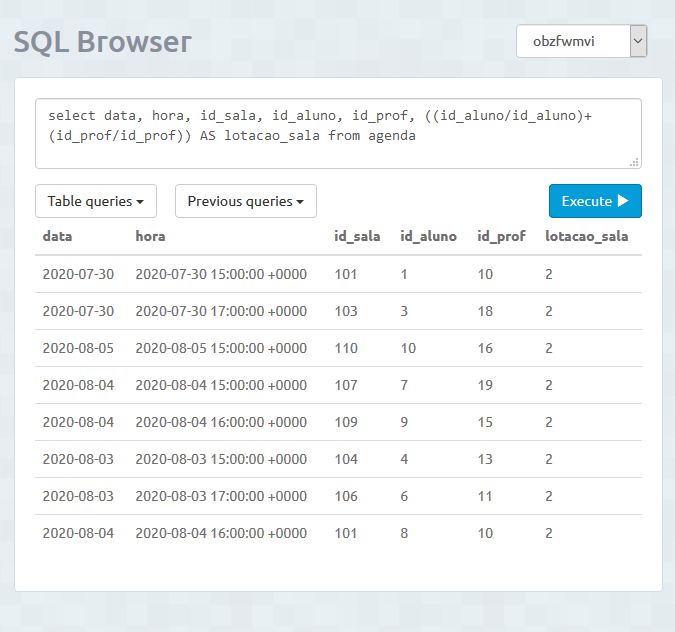 SQL Browser
obzfwmvi
select data, hora, id_sala, id_aluno, id_prof, ((id_aluno/id_aluno)+
(id_prof/id_prof)) AS lotacao_sala from agenda
Table queries Previous queries Execute
data hora id_sala id_aluno id_prof lotacao_sala
2020-07-30 2020-07-30 15:00:00 +0000 101 1 10 2
2020-07-30 2020-07-30 17:00:00 +0000 103 3 18 2
2020-08-05 2020-08-05 15:00:00 +0000 110 10 16 2
2020-08-04 2020-08-04 15:00:00 +0000 107 7 19 2
2020-08-04 2020-08-04 16:00:00 +0000 109 9 15 2
2020-08-03 2020-08-03 15:00:00 +0000 104 4 13 2
2020-08-03 2020-08-03 17:00:00 +0000 106 6 11 2
2020-08-04 2020-08-04 16:00:00 +0000 101 8 10 2